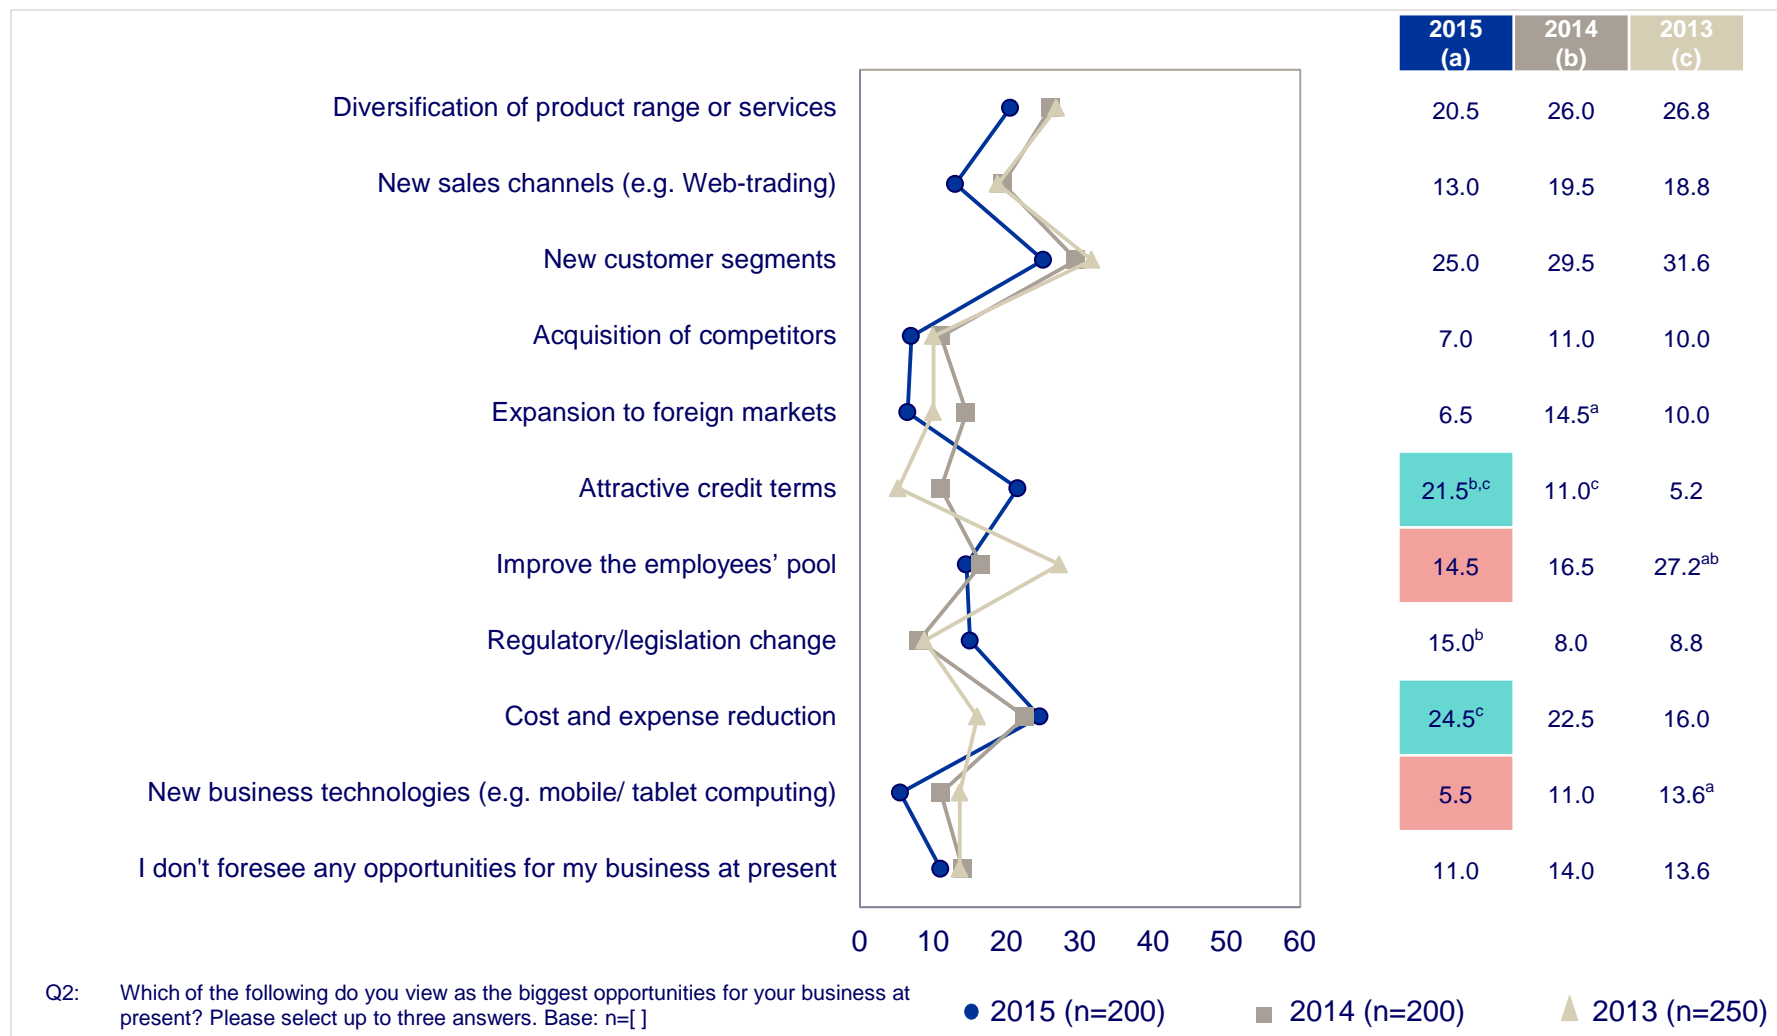 2015 2014 2013
(a) (b) (c)
Diversification of product range or services 20.5 26.0 26.8
New sales channels (e.g. Web-trading) 13.0 19.5 18.8
New customer segments 25.0 29.5 31.6
Acquisition of competitors 7.0 11.0 10.0
Expansion to foreign markets 6.5 14.5a 10.0
Attractive credit terms 21.5b,c 11.0c 5.2
Improve the employees’ pool 14.5 16.5 27.2ab
Regulatory/legislation change 15.0b 8.0 8.8
Cost and expense reduction 24.5c 22.5 16.0
New business technologies (e.g. mobile/ tablet computing) 5.5 11.0 13.6a
I don't foresee any opportunities for my business at present 11.0 14.0 13.6
0 10 20 30 40 50 60
Q2: Which of the following do you view as the biggest opportunities for your business at
present? Please select up to three answers. Base: n=[ ]
2015 (n=200) 2014 (n=200) 2013 (n=250)